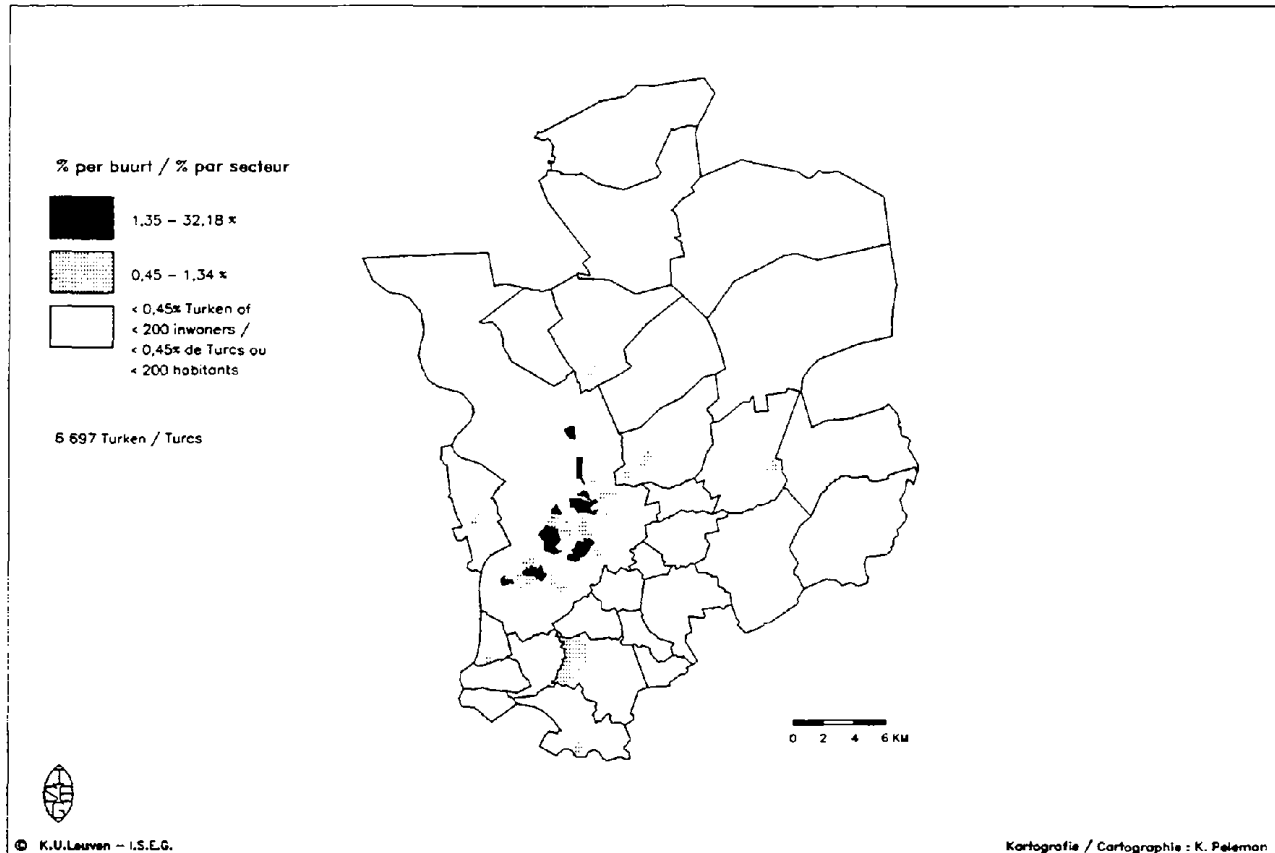 % per buurt / % par secteur
1,35 – 32,18 %
0,45 – 1,34 %
< 0,45% Turken of
< 200 inwoners /
< 0,45% de Turcs ou
< 200 habitants
6 697 Turken / Turcs
0 2 4 6 KM
I
SE
G
© K.U.Leuven – I.S.E.G.
Kartografie / Cartographie : K. Peleman